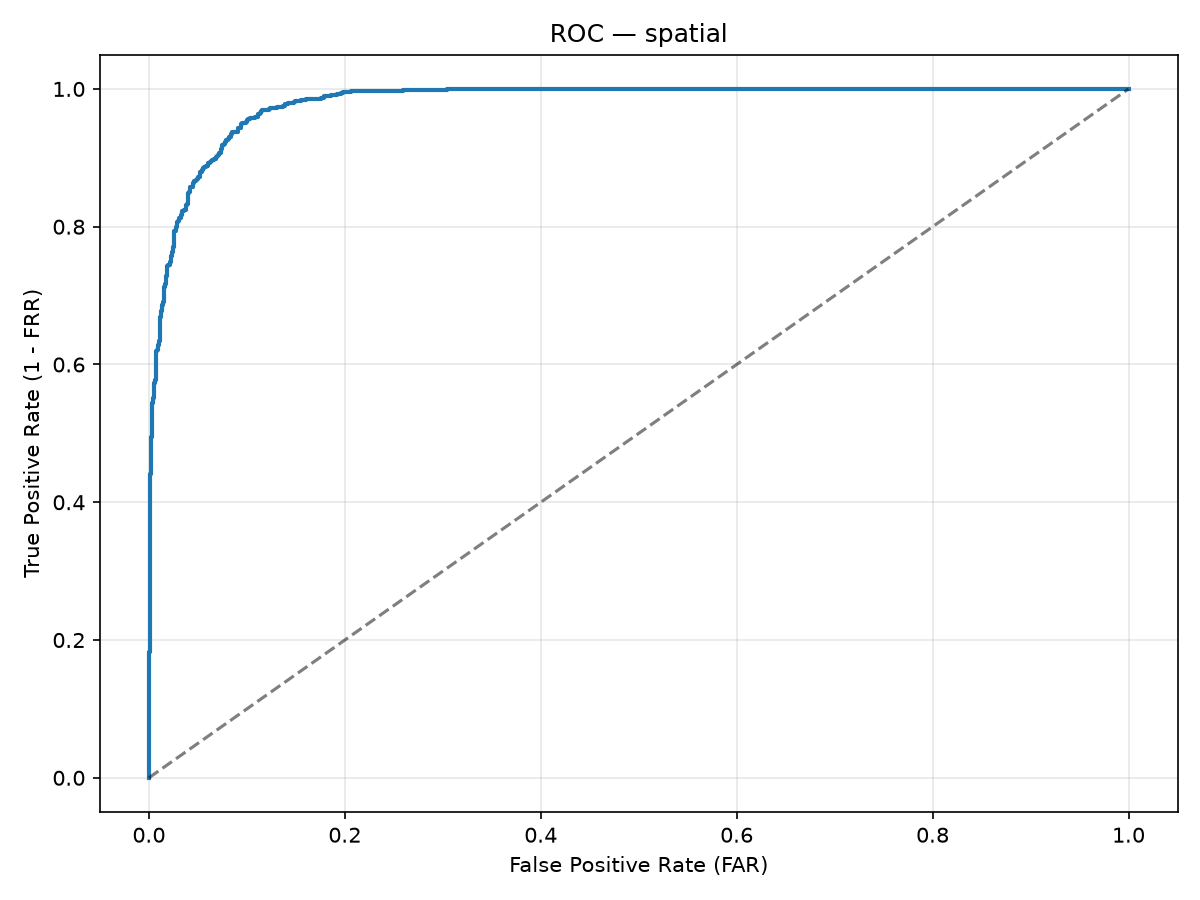 ROC — spatial
True Positive Rate (1 - FRR)
1.0
0.8
0.6
0.4
0.2
0.0
0.0 0.2 0.4 0.6 0.8 1.0
False Positive Rate (FAR)